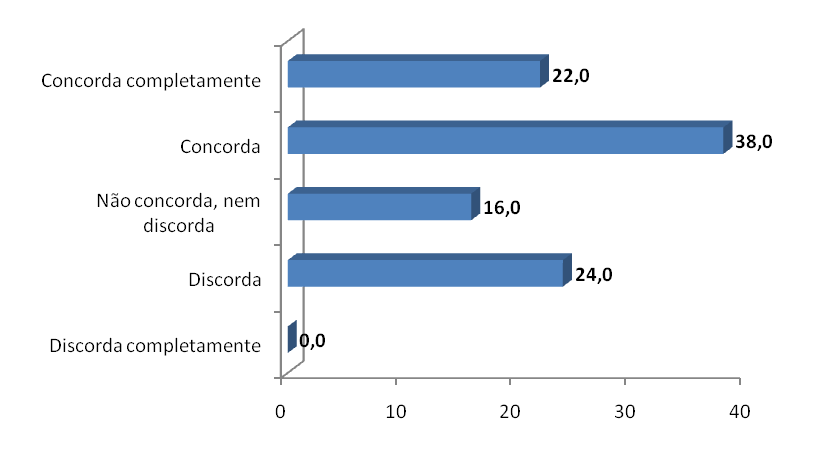 Concorda completamente
22,0
Concorda
38,0
Não concorda, nem
discorda
16,0
Discorda
24,0
Discorda completamente
0,0
0 10 20 30 40